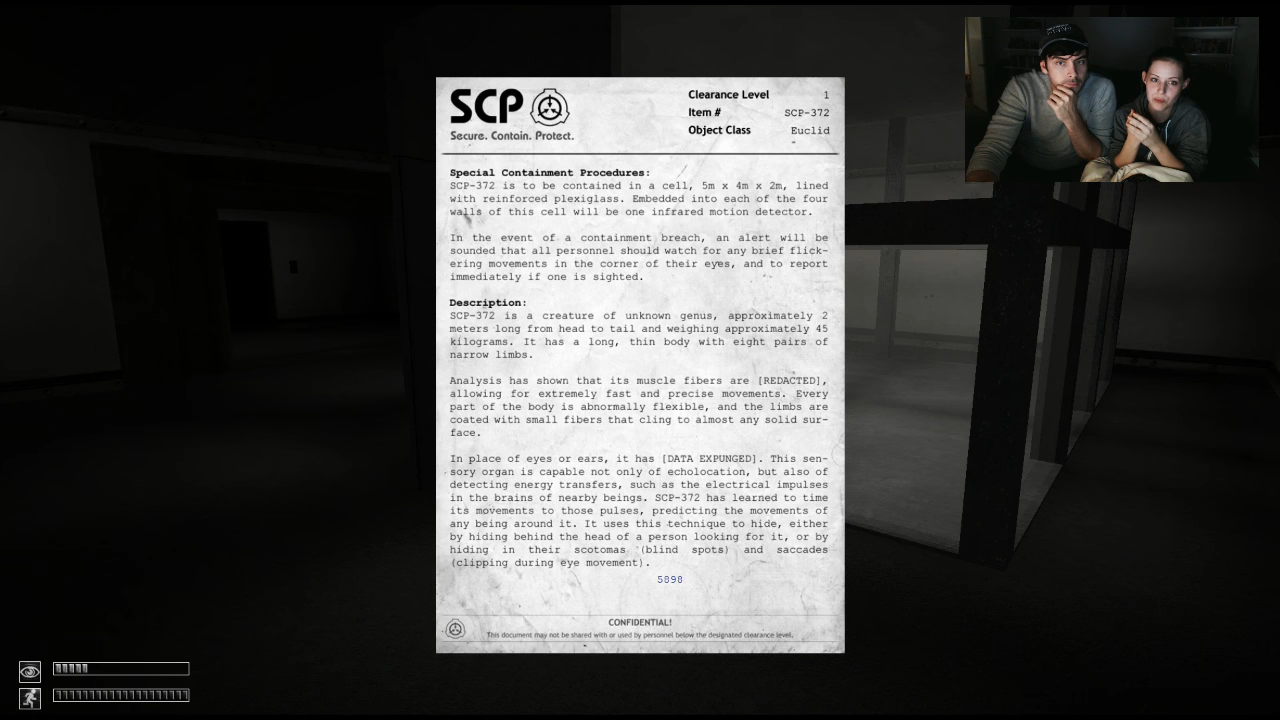 SCP
Secure. Contain. Protect.
Clearance Level 1
Item # SCP-372
Object Class Euclid
Special Containment Procedures:
SCP-372 is to be contained in a cell, 5m x 4m x 2m, lined
with reinforced plexiglass. Embedded into each of the four
walls of this cell will be one infrared motion detector.
In the event of a containment breach, an alert will be
sounded that all personnel should watch for any brief flick-
ering movements in the corner of their eyes, and to report
immediately if one is sighted.
Description:
SCP-372 is a creature of unknown genus, approximately 2
meters long from head to tail and weighing approximately 45
kilograms. It has a long, thin body with eight pairs of
narrow limbs.
Analysis has shown that its muscle fibers are [REDACTED],
allowing for extremely fast and precise movements. Every
part of the body is abnormally flexible, and the limbs are
coated with small fibers that cling to almost any solid sur-
face.
In place of eyes or ears, it has [DATA EXPUNGED]. This sen-
sory organ is capable not only of echolocation, but also of
detecting energy transfers, such as the electrical impulses
in the brains of nearby beings. SCP-372 has learned to time
its movements to those pulses, predicting the movements of
any being around it. It uses this technique to hide, either
by hiding behind the head of a person looking for it, or by
hiding in their scotomas (blind spots) and saccades
(clipping during eye movement).
5898
CONFIDENTIAL!
This document may not be shared with or used by personnel below the designated clearance level.